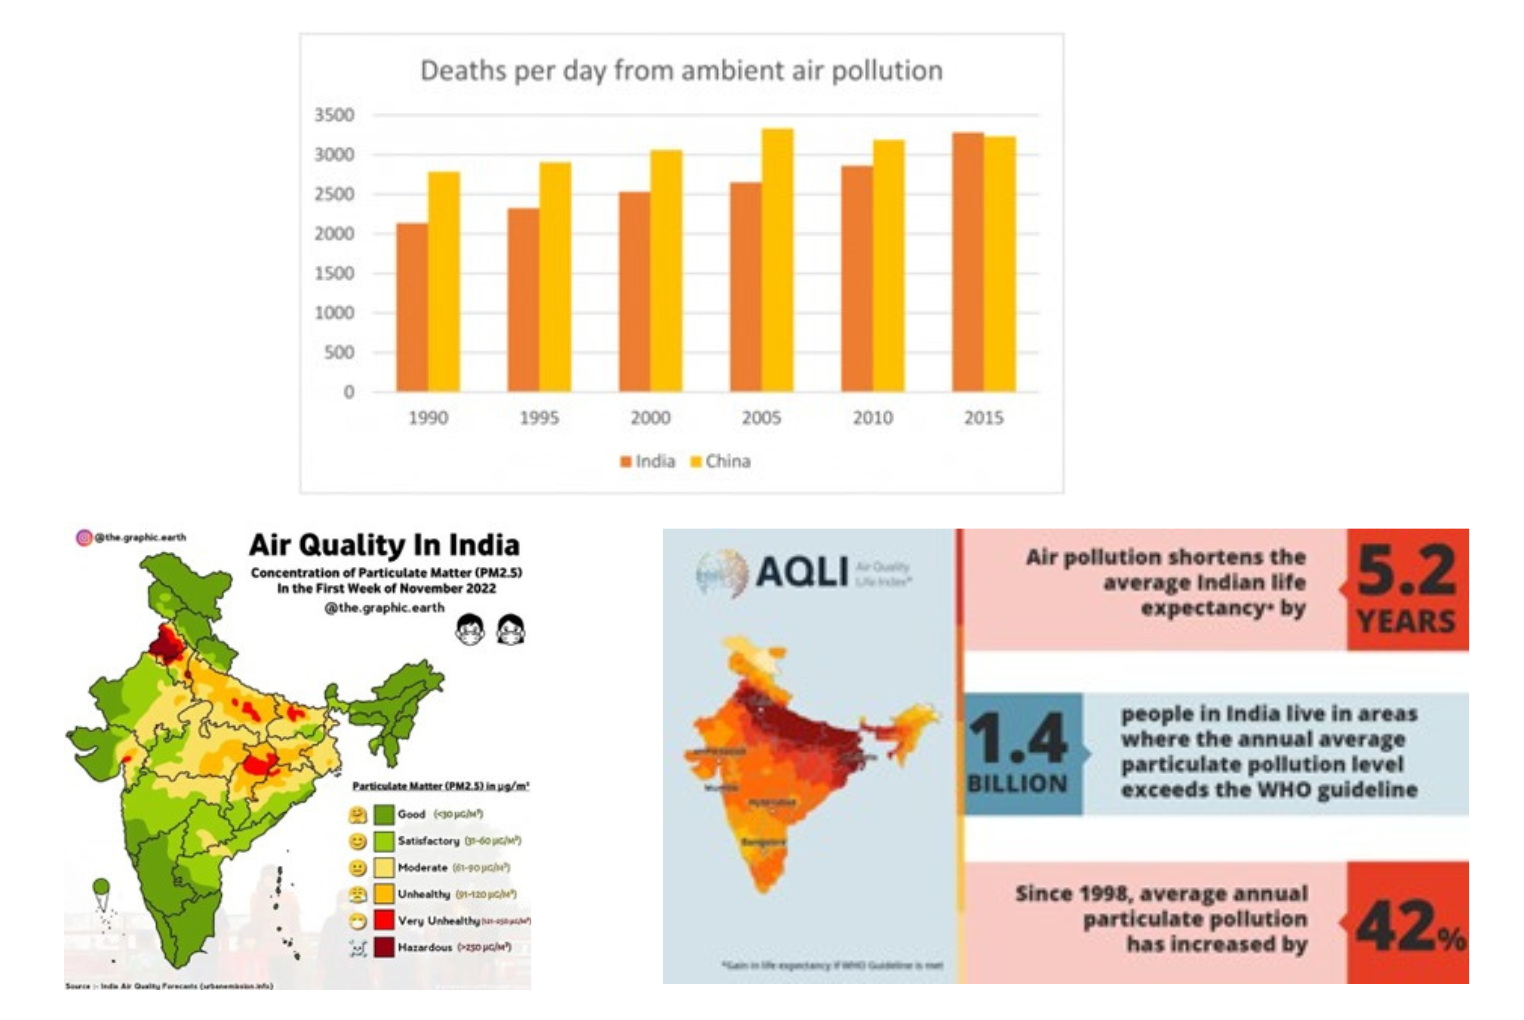 Deaths per day from ambient air pollution
3500
3000
2500
2000
1500
1000
500
0
1990 1995 2000 2005 2010 2015
India China
@the.graphic.earth
Air Quality In India
Concentration of Particulate Matter (PM2.5)
In the First Week of November 2022
@the.graphic.earth
Particulate Matter (PM2.5) in µg/m³
Good (<30 µG/M³)
Satisfactory (31-60 µG/M³)
Moderate (61-90 µG/M³)
Unhealthy (91-120 µG/M³)
Very Unhealthy (121-250 µG/M³)
Hazardous (>250 µG/M³)
Source :- India Air Quality Forecasts (urbanemission.info)
AQLI Air Quality
Life Index®
Mumbai
Hyderabad
Bangalore
*Gain in life expectancy if WHO Guideline is met
Air pollution shortens the
average Indian life
expectancy* by
5.2
YEARS
1.4
BILLION
people in India live in areas
where the annual average
particulate pollution level
exceeds the WHO guideline
Since 1998, average annual
particulate pollution
has increased by
42%